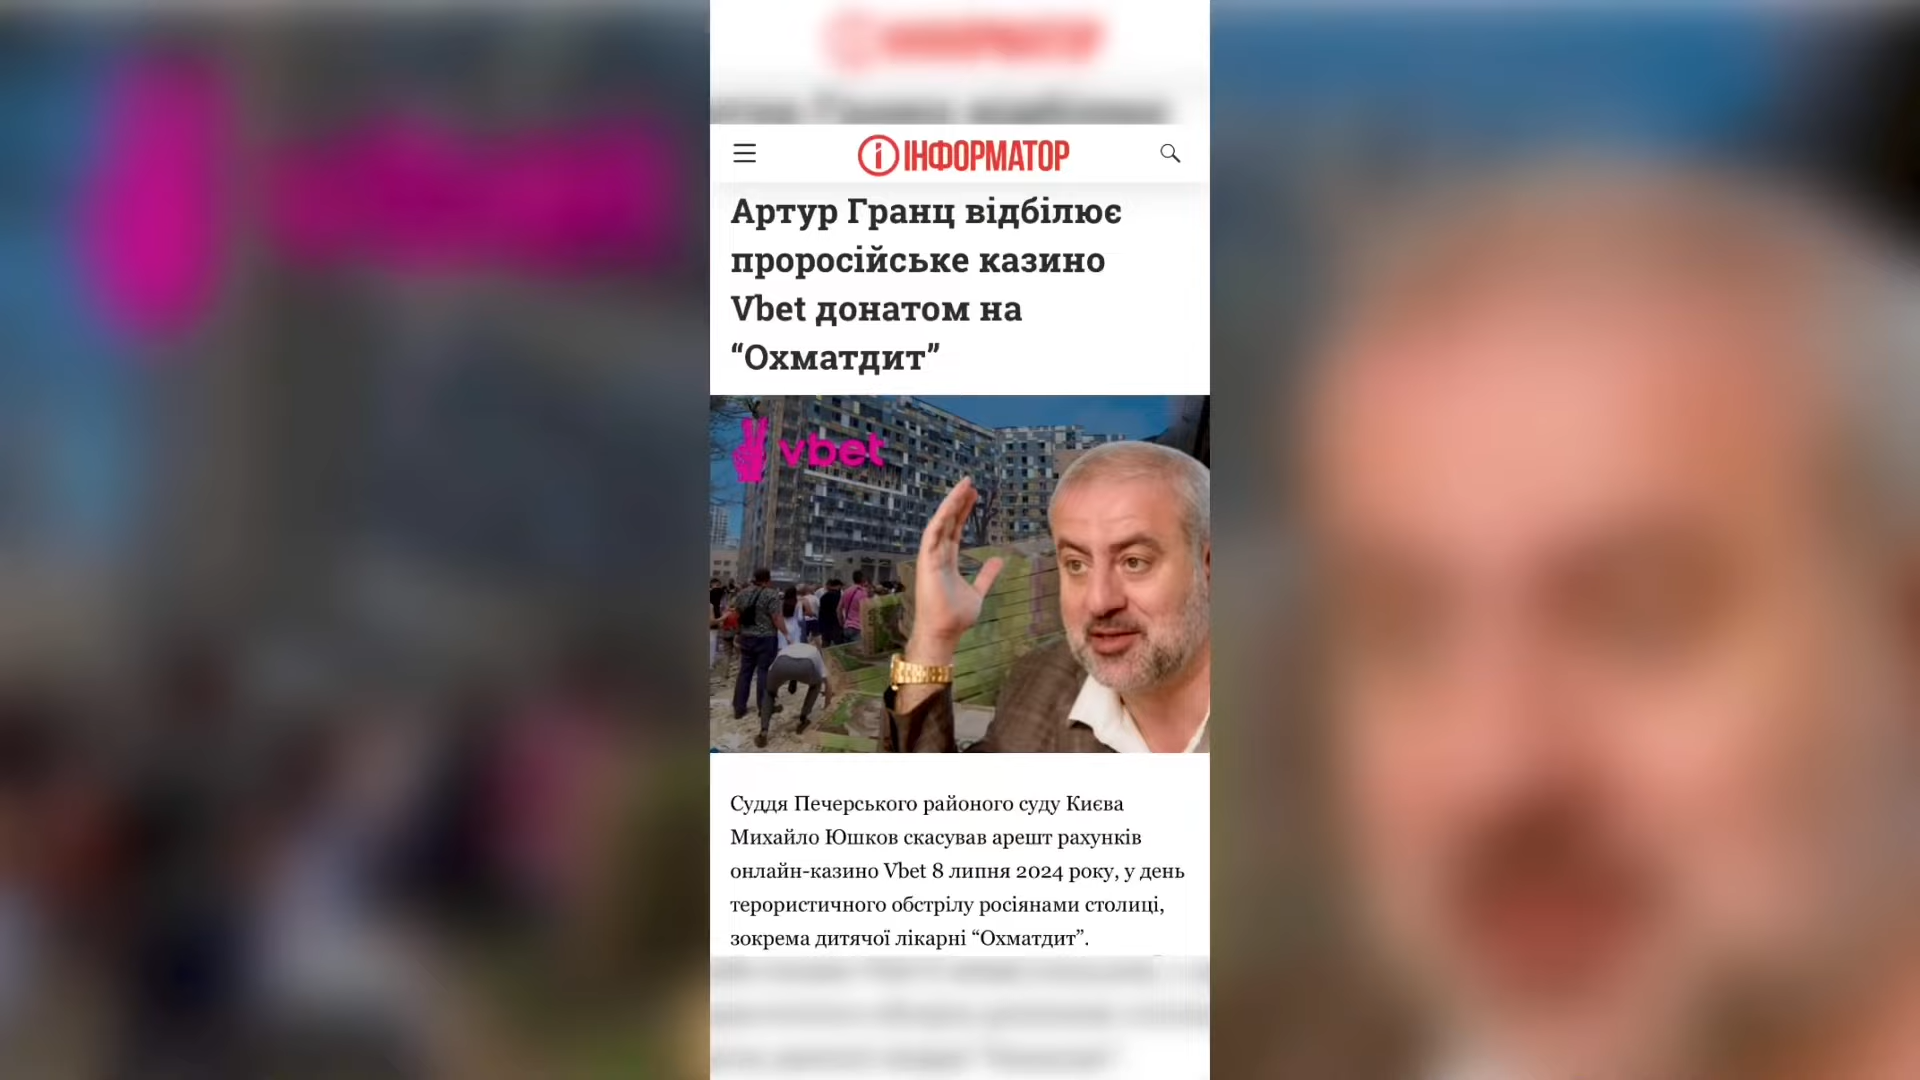 ІНФОРМАТОР
Артур Гранц відбілює
проросійське казино
Vbet донатом на
“Охматдит”
vbet
Суддя Печерського районого суду Києва
Михайло Юшков скасував арешт рахунків
онлайн-казино Vbet 8 липня 2024 року, у день
терористичного обстрілу росіянами столиці,
зокрема дитячої лікарні “Охматдит”.